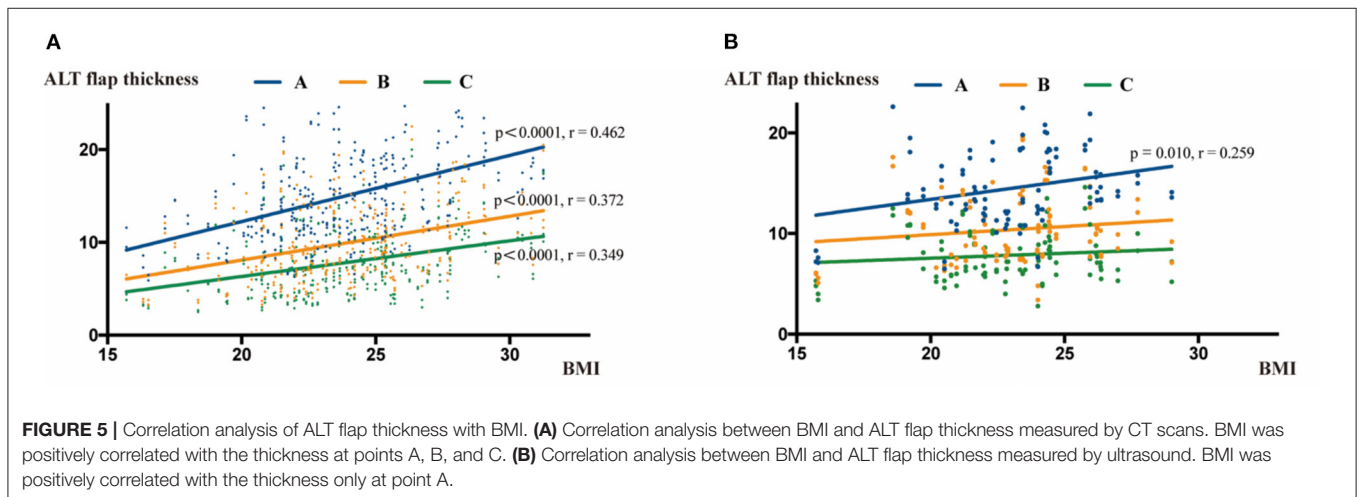 A
ALT flap thickness
A
B
C
p<0.0001, r = 0.462
p<0.0001, r = 0.372
p<0.0001, r = 0.349
20
10
0
15
20
25
30
BMI
B
ALT flap thickness
A
B
C
p = 0.010, r = 0.259
20
10
0
15
20
25
30
BMI
FIGURE 5 | Correlation analysis of ALT flap thickness with BMI. (A) Correlation analysis between BMI and ALT flap thickness measured by CT scans. BMI was
positively correlated with the thickness at points A, B, and C. (B) Correlation analysis between BMI and ALT flap thickness measured by ultrasound. BMI was
positively correlated with the thickness only at point A.